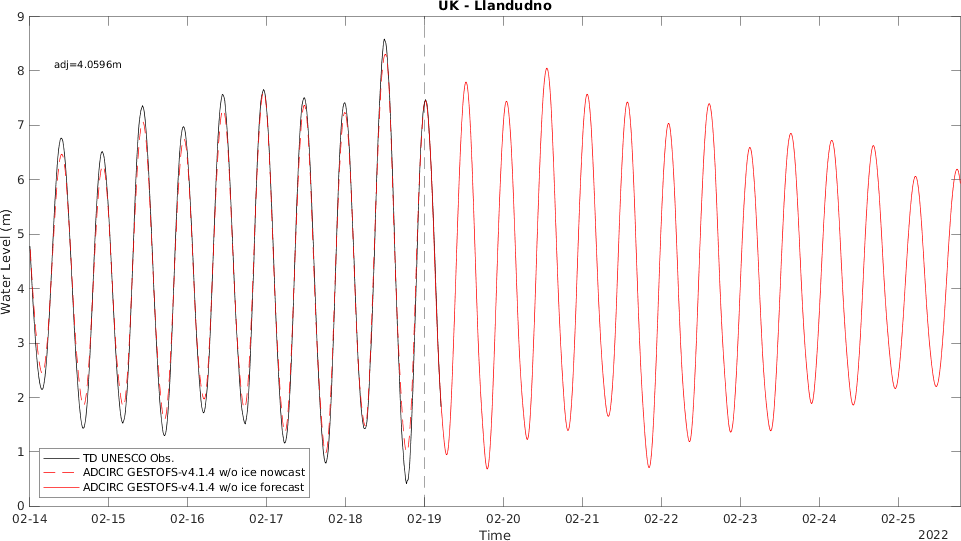 UK - Llandudno
9
8
7
6
5
4
3
2
1
0
Water Level (m)
adj=4.0596m
TD UNESCO Obs.
ADCIRC GESTOFS-v4.1.4 w/o ice nowcast
ADCIRC GESTOFS-v4.1.4 w/o ice forecast
02-14 02-15 02-16 02-17 02-18 02-19 02-20 02-21 02-22 02-23 02-24 02-25
Time
2022